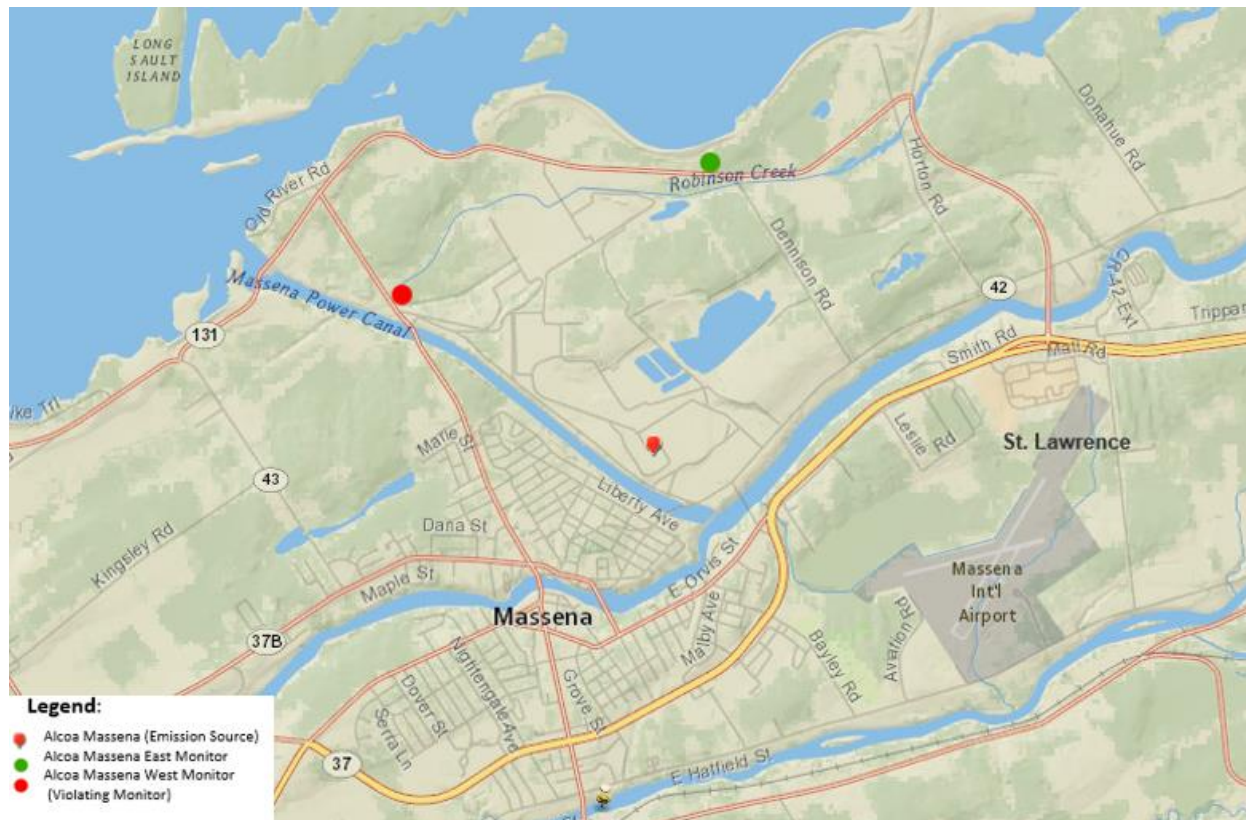 LONG
SAULT
ISLAND
Old River Rd
Robinson Creek
Donahue Rd
Horton Rd
Dennison Rd
Massena Power Canal
131
42
CR-42-Ext
Smith Rd
Mall Rd
43
Marie St
Leslie Rd
St. Lawrence
Liberty Ave
Kingsley Rd
Dana St
Maple St
E Orvis St
Massena
Massena
Int'l
Airport
37B
Malby Ave
Aviation Rd
Bayley Rd
Nightengale Ave
Dover St
Grove St
Serra Ln
37
E Hatfield St
Legend:
Alcoa Massena (Emission Source)
Alcoa Massena East Monitor
Alcoa Massena West Monitor
(Violating Monitor)